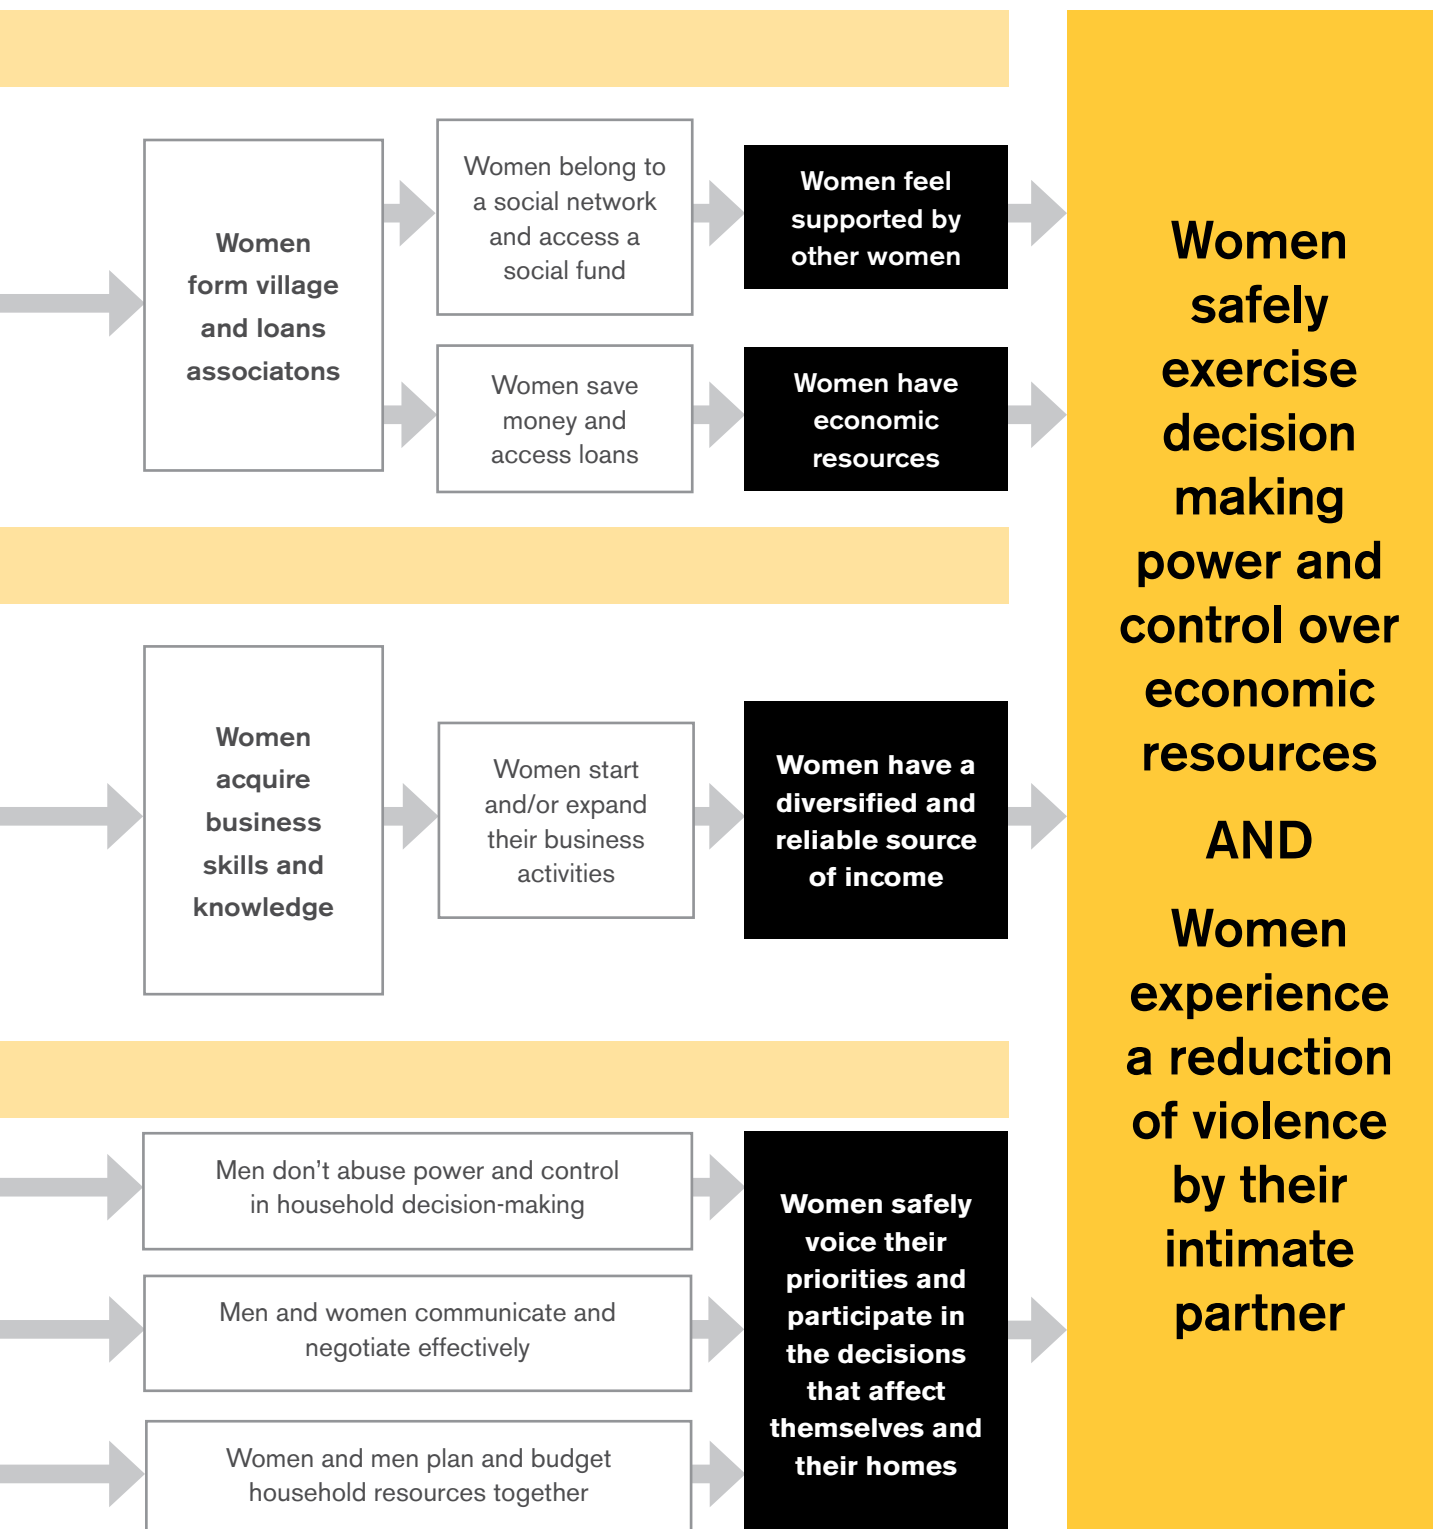 Women
form village
and loans
associatons
Women belong to
a social network
and access a
social fund
Women feel
supported by
other women
Women save
money and
access loans
Women have
economic
resources
Women
acquire
business
skills and
knowledge
Women start
and/or expand
their business
activities
Women have a
diversified and
reliable source
of income
Men don’t abuse power and control
in household decision-making
Men and women communicate and
negotiate effectively
Women and men plan and budget
household resources together
Women safely
voice their
priorities and
participate in
the decisions
that affect
themselves and
their homes
Women
safely
exercise
decision
making
power and
control over
economic
resources
AND
Women
experience
a reduction
of violence
by their
intimate
partner